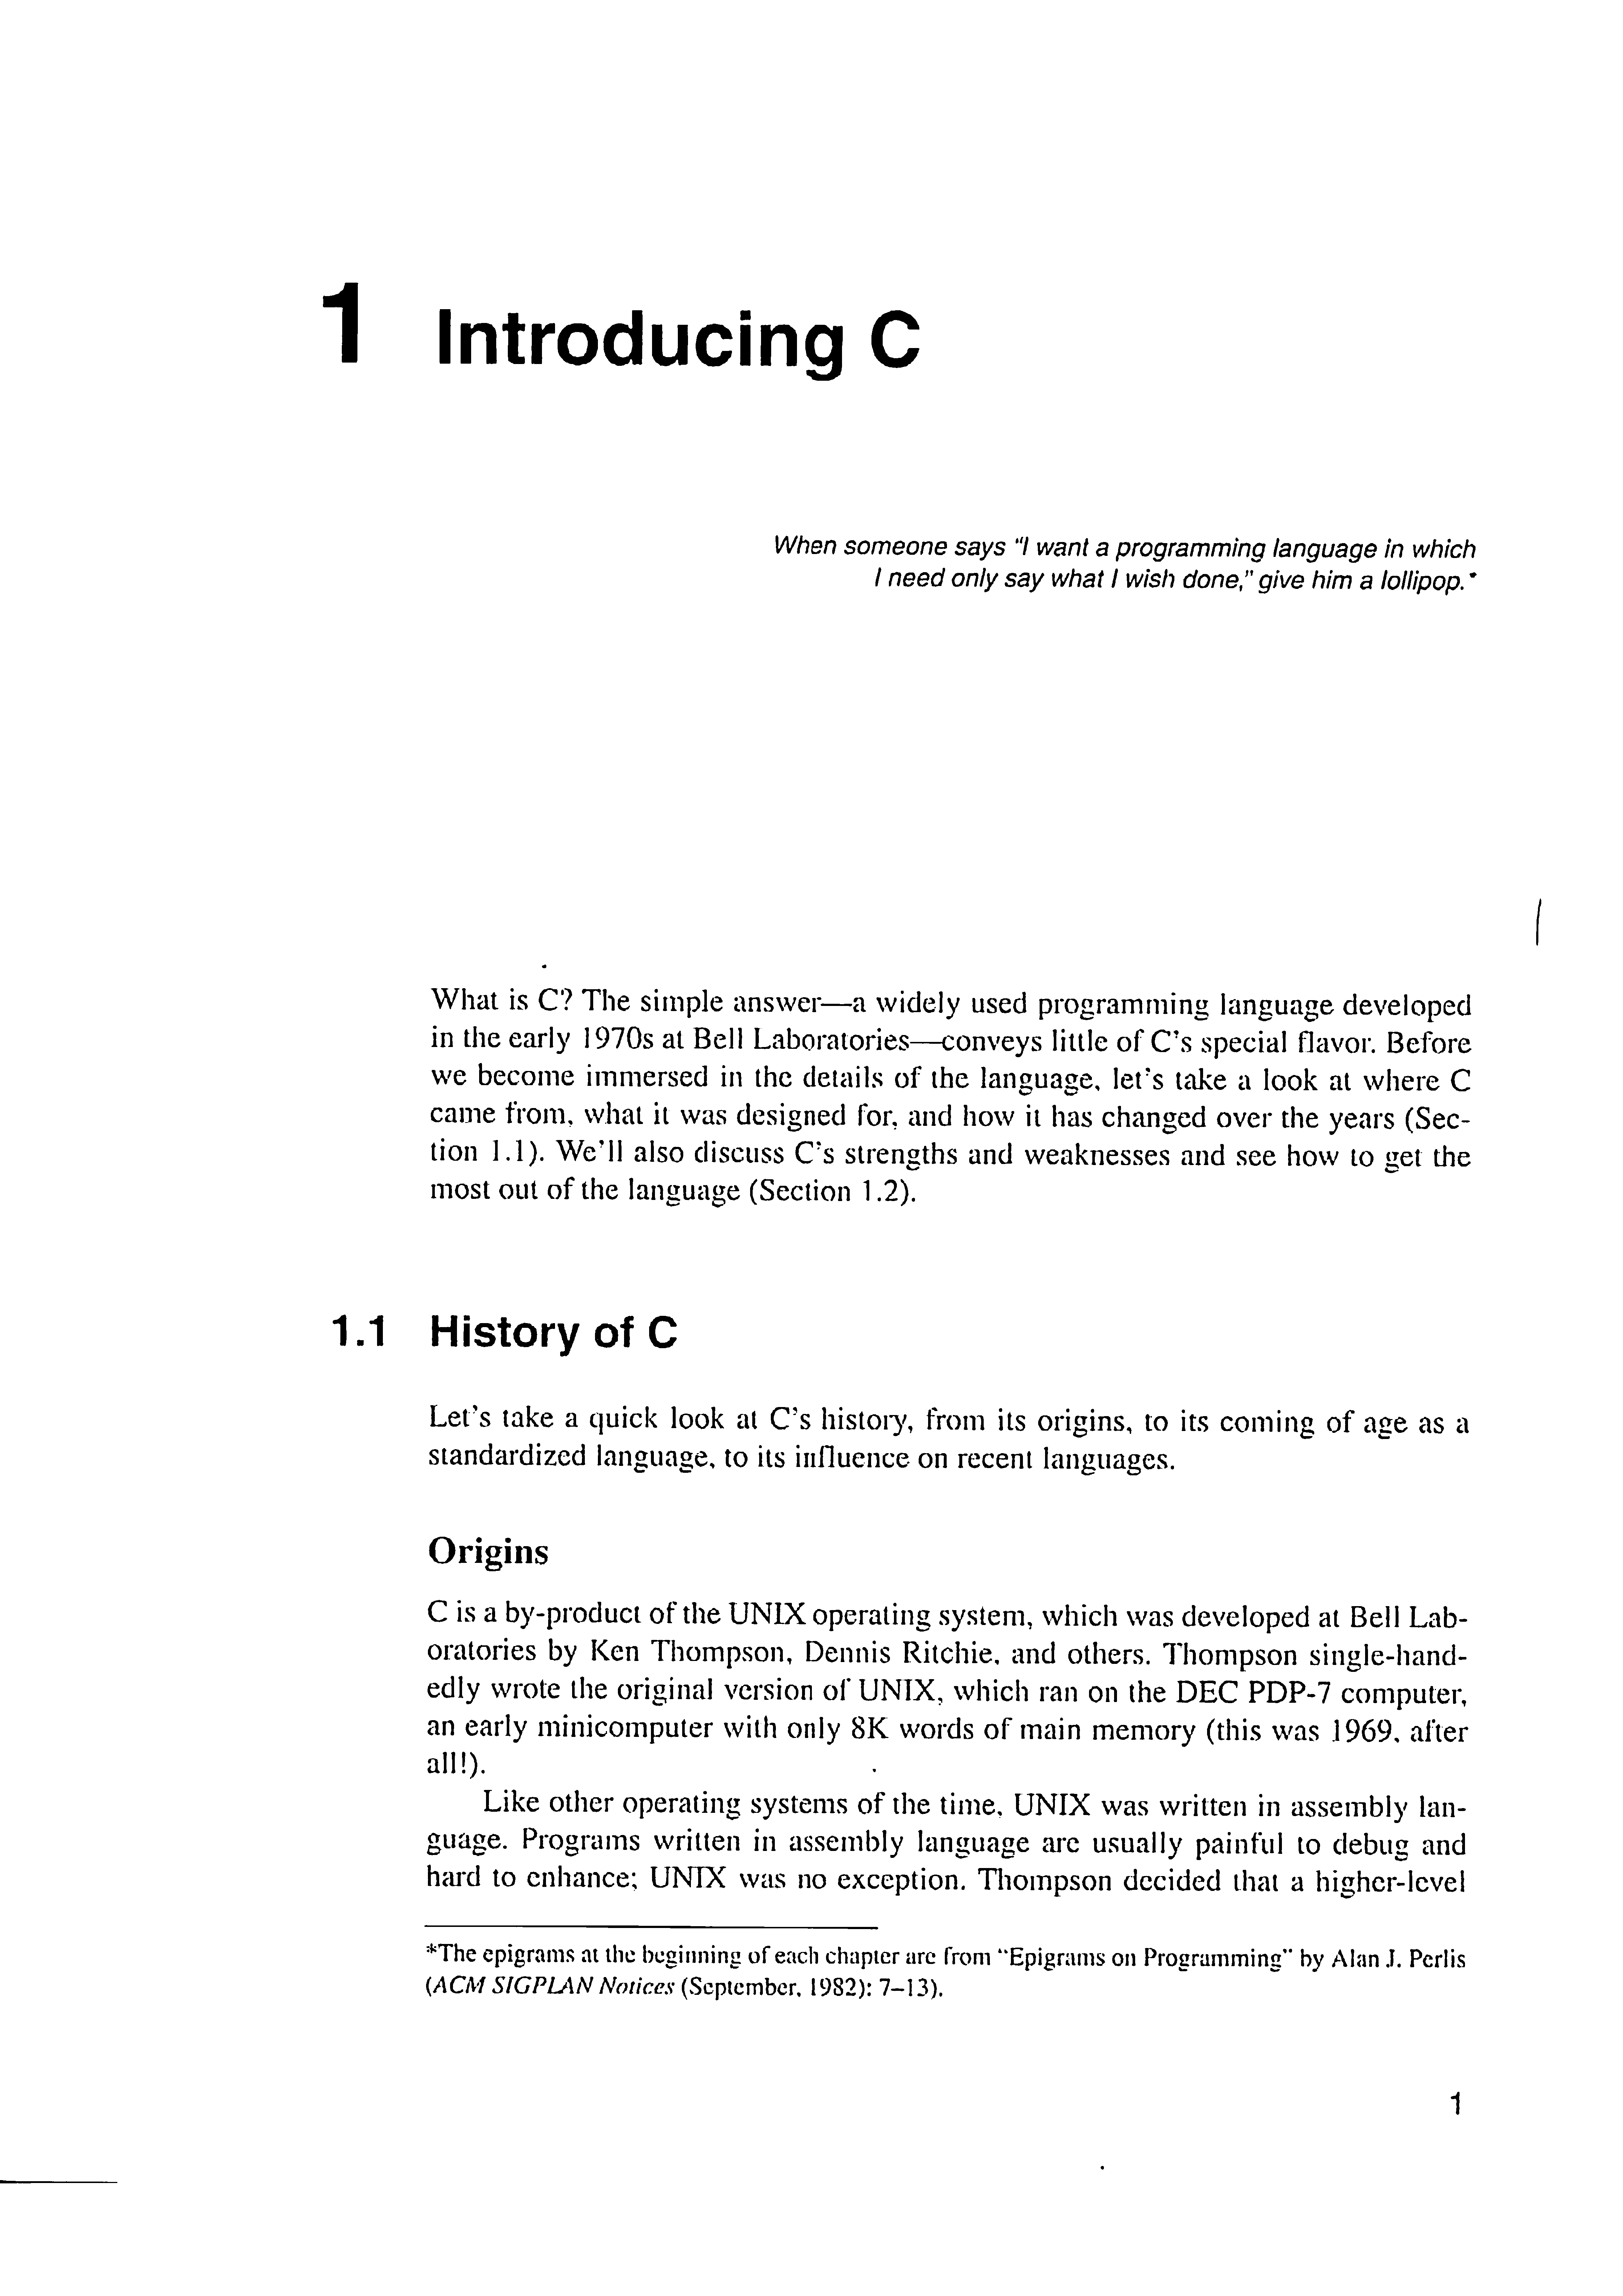 1 Introducing C
When someone says "I want a programming language in which
I need only say what I wish done," give him a lollipop.*
What is C? The simple answer—a widely used programming language developed
in the early 1970s at Bell Laboratories—conveys little of C's special flavor. Before
we become immersed in the details of the language, let's take a look at where C
came from, what it was designed for, and how it has changed over the years (Sec-
tion 1.1). We'll also discuss C's strengths and weaknesses and see how to get the
most out of the language (Section 1.2).
1.1 History of C
Let's take a quick look at C's history, from its origins, to its coming of age as a
standardized language, to its influence on recent languages.
Origins
C is a by-product of the UNIX operating system, which was developed at Bell Lab-
oratories by Ken Thompson, Dennis Ritchie, and others. Thompson single-hand-
edly wrote the original version of UNIX, which ran on the DEC PDP-7 computer,
an early minicomputer with only 8K words of main memory (this was 1969, after
all!).
Like other operating systems of the time, UNIX was written in assembly lan-
guage. Programs written in assembly language are usually painful to debug and
hard to enhance; UNIX was no exception. Thompson decided that a higher-level
*The epigrams at the beginning of each chapter are from "Epigrams on Programming" by Alan J. Perlis
(ACM SIGPLAN Notices (September, 1982): 7–13).
1